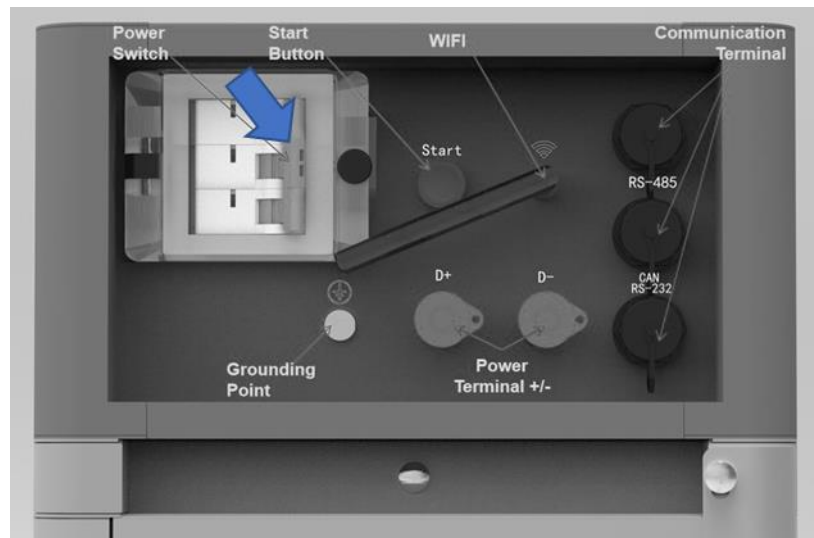 Power
Switch
Start
Button
WIFI
Communication
Terminal
Start
RS-485
CAN
RS-232
D+
D-
Grounding
Point
Power
Terminal +/-